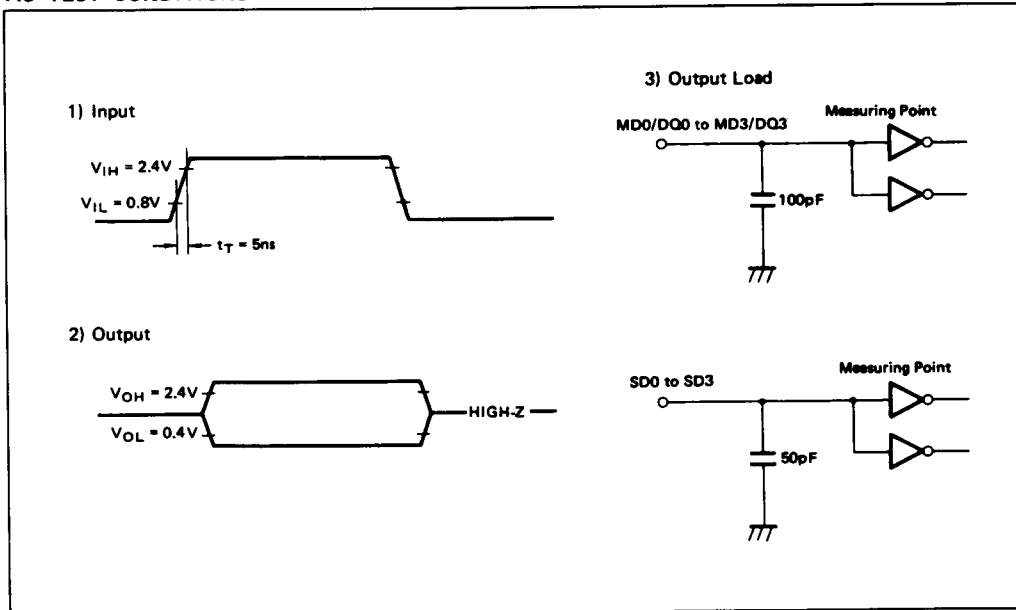 1) Input
VIH = 2.4V
VIL = 0.8V
tT = 5ns
2) Output
VOH = 2.4V
VOL = 0.4V
HIGH-Z
3) Output Load
MD0/DQ0 to MD3/DQ3
Measuring Point
100pF
SD0 to SD3
Measuring Point
50pF